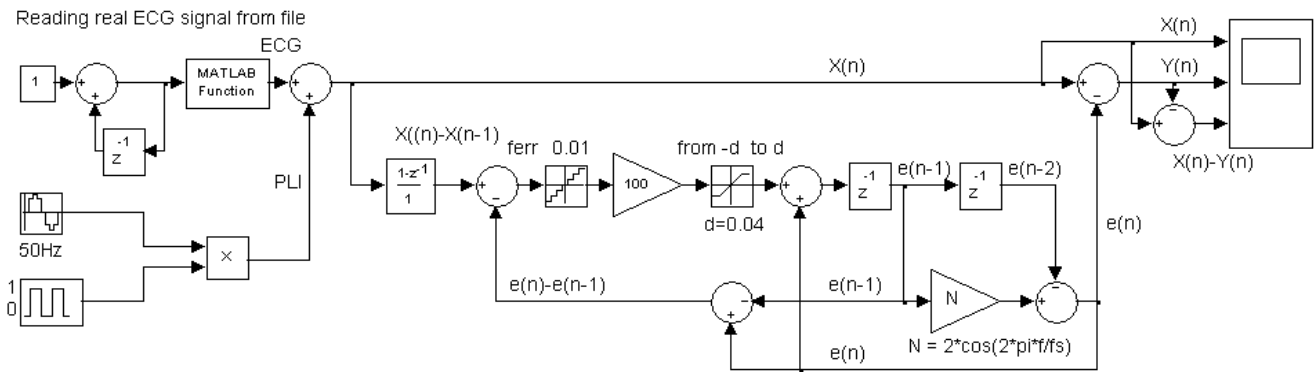 Reading real ECG signal from file
ECG
X(n)
X(n)
Y(n)
1
+
+
MATLAB
Function
+
+
+
−
−
+
-1
z
X((n)-X(n-1)
ferr 0.01
from -d to d
X(n)-Y(n)
PLI
1-z-1
1
+
−
100
+
+
d=0.04
-1
z
e(n-1)
-1
z
e(n-2)
e(n)
50Hz
×
1
0
e(n)-e(n-1)
−
+
e(n-1)
N
−
+
e(n)
N = 2*cos(2*pi*f/fs)